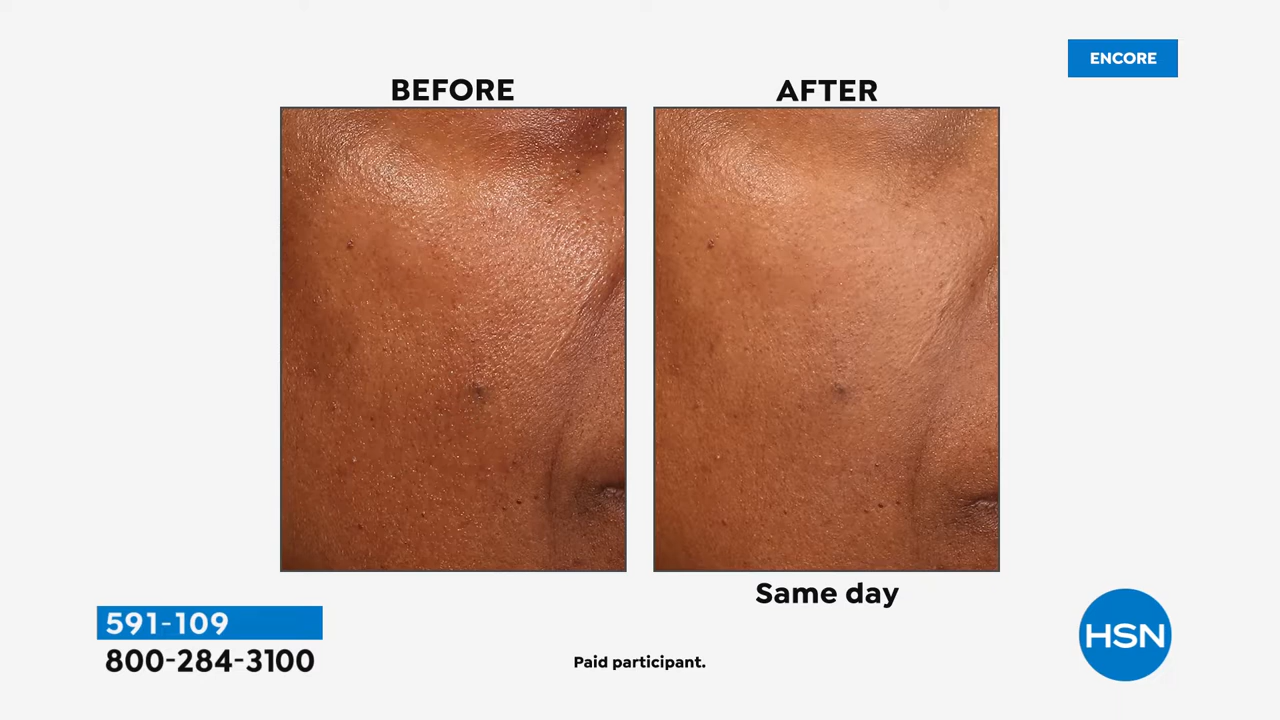 ENCORE
BEFORE
AFTER
Same day
591-109
800-284-3100
Paid participant.
HSN